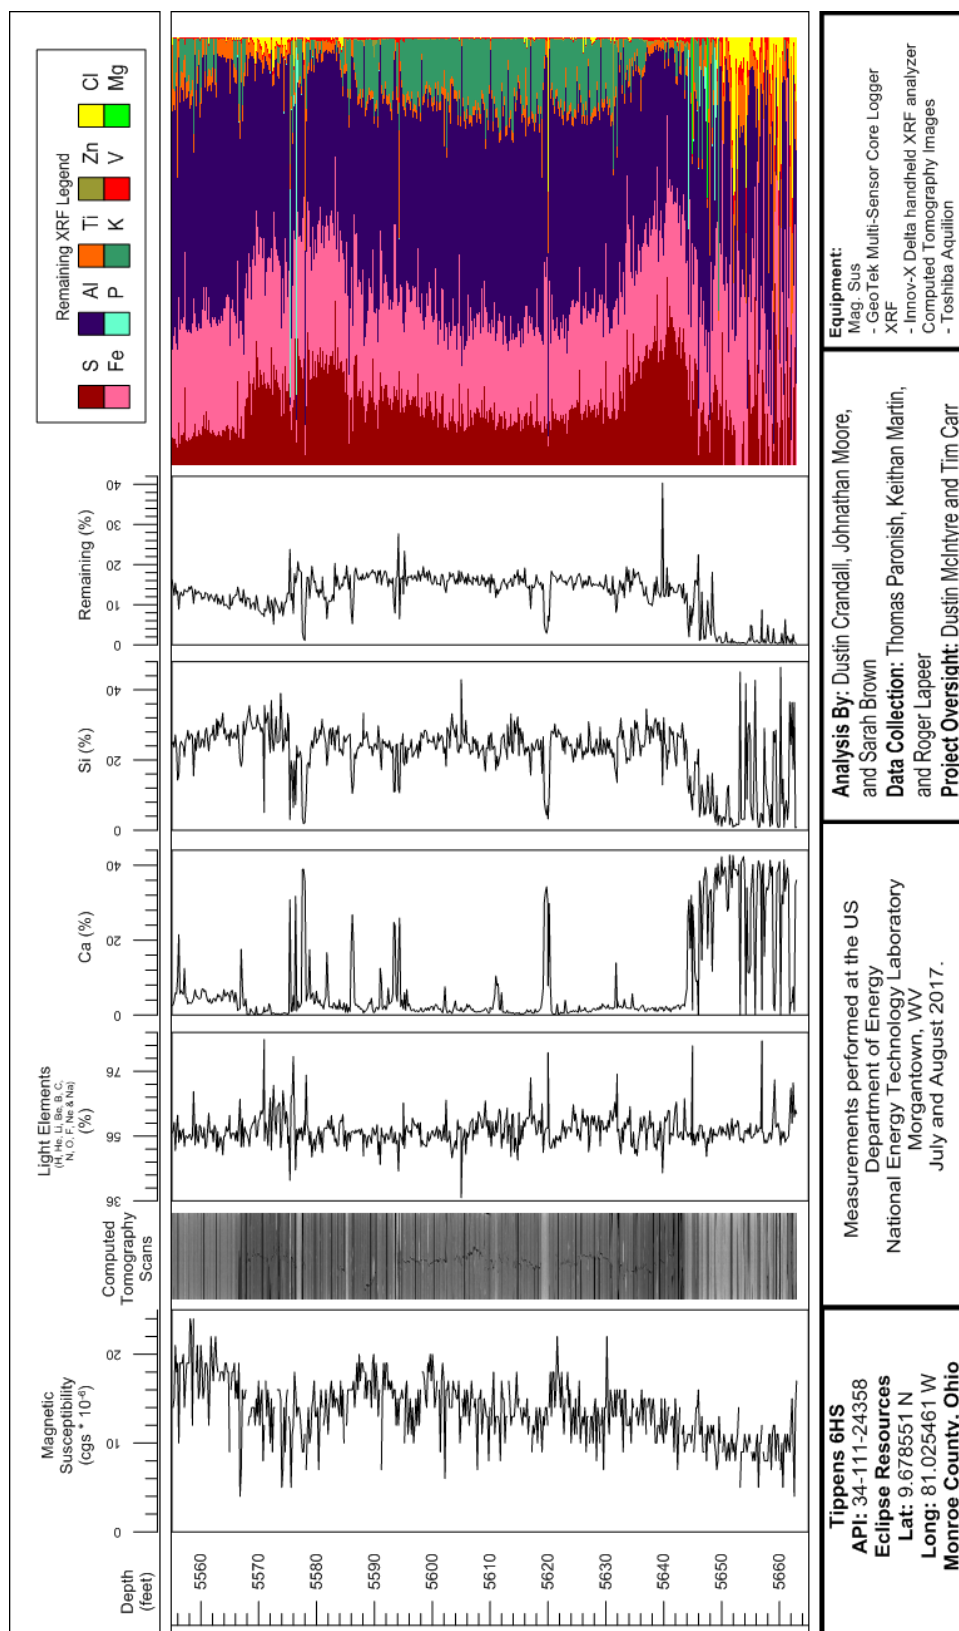 Remaining XRF Legend
S
Al
Ti
Zn
Cl
Fe
P
K
V
Mg
Depth
(feet)
Magnetic
Susceptibility
(cgs * 10⁻⁶)
Computed
Tomography
Scans
Light Elements
(H, He, Li, Be, B, C,
N, O, F, Ne & Na)
(%)
Ca (%)
Si (%)
Remaining (%)
0
10
20
36
56
76
0
20
40
0
20
40
0
10
20
30
40
5560
5570
5580
5590
5600
5610
5620
5630
5640
5650
5660
Tippens 6HS
API: 34-111-24358
Eclipse Resources
Lat: 9.678551 N
Long: 81.025461 W
Monroe County, Ohio
Measurements performed at the US
Department of Energy
National Energy Technology Laboratory
Morgantown, WV
July and August 2017.
Analysis By: Dustin Crandall, Johnathan Moore,
and Sarah Brown
Data Collection: Thomas Paronish, Keithan Martin,
and Roger Lapeer
Project Oversight: Dustin McIntyre and Tim Carr
Equipment:
Mag. Sus
- GeoTek Multi-Sensor Core Logger
XRF
- Innov-X Delta handheld XRF analyzer
Computed Tomography Images
- Toshiba Aquilion